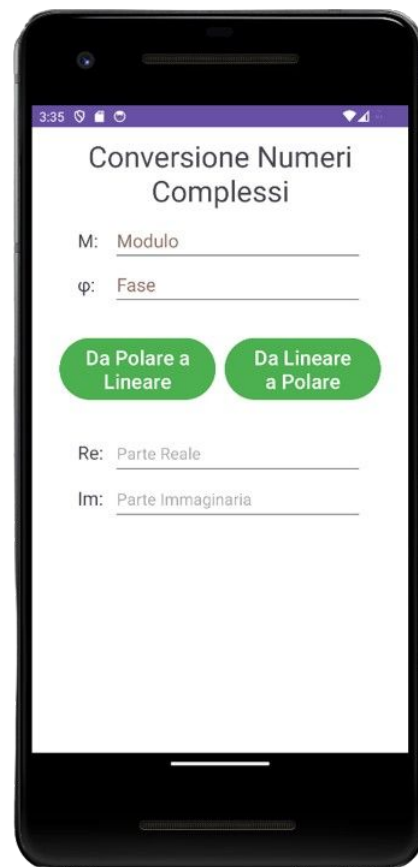 3:35
Conversione Numeri
Complessi
M: Modulo
φ: Fase
Da Polare a
Lineare
Da Lineare
a Polare
Re: Parte Reale
Im: Parte Immaginaria